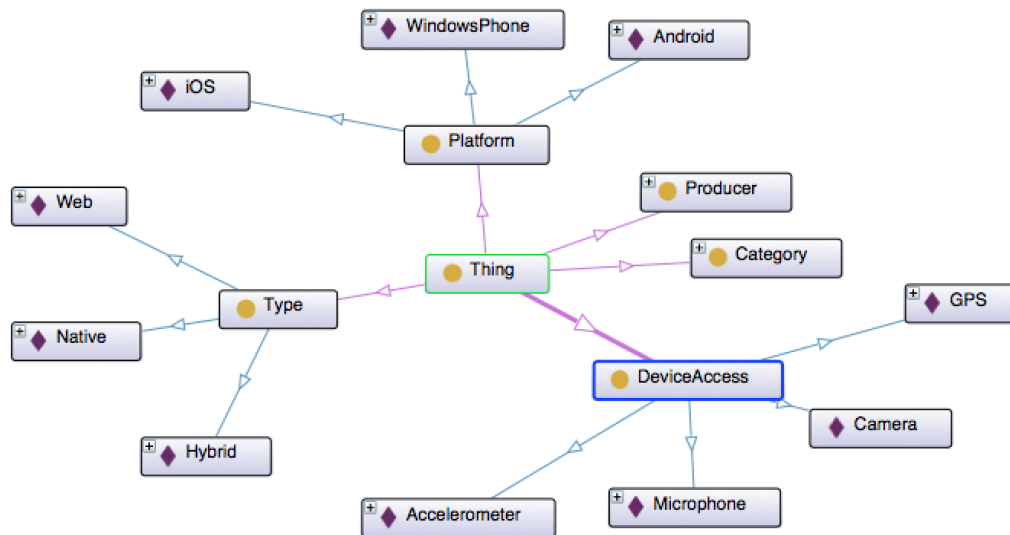 WindowsPhone
Android
iOS
Platform
Producer
Web
Category
Thing
Type
GPS
Native
DeviceAccess
Camera
Hybrid
Microphone
Accelerometer